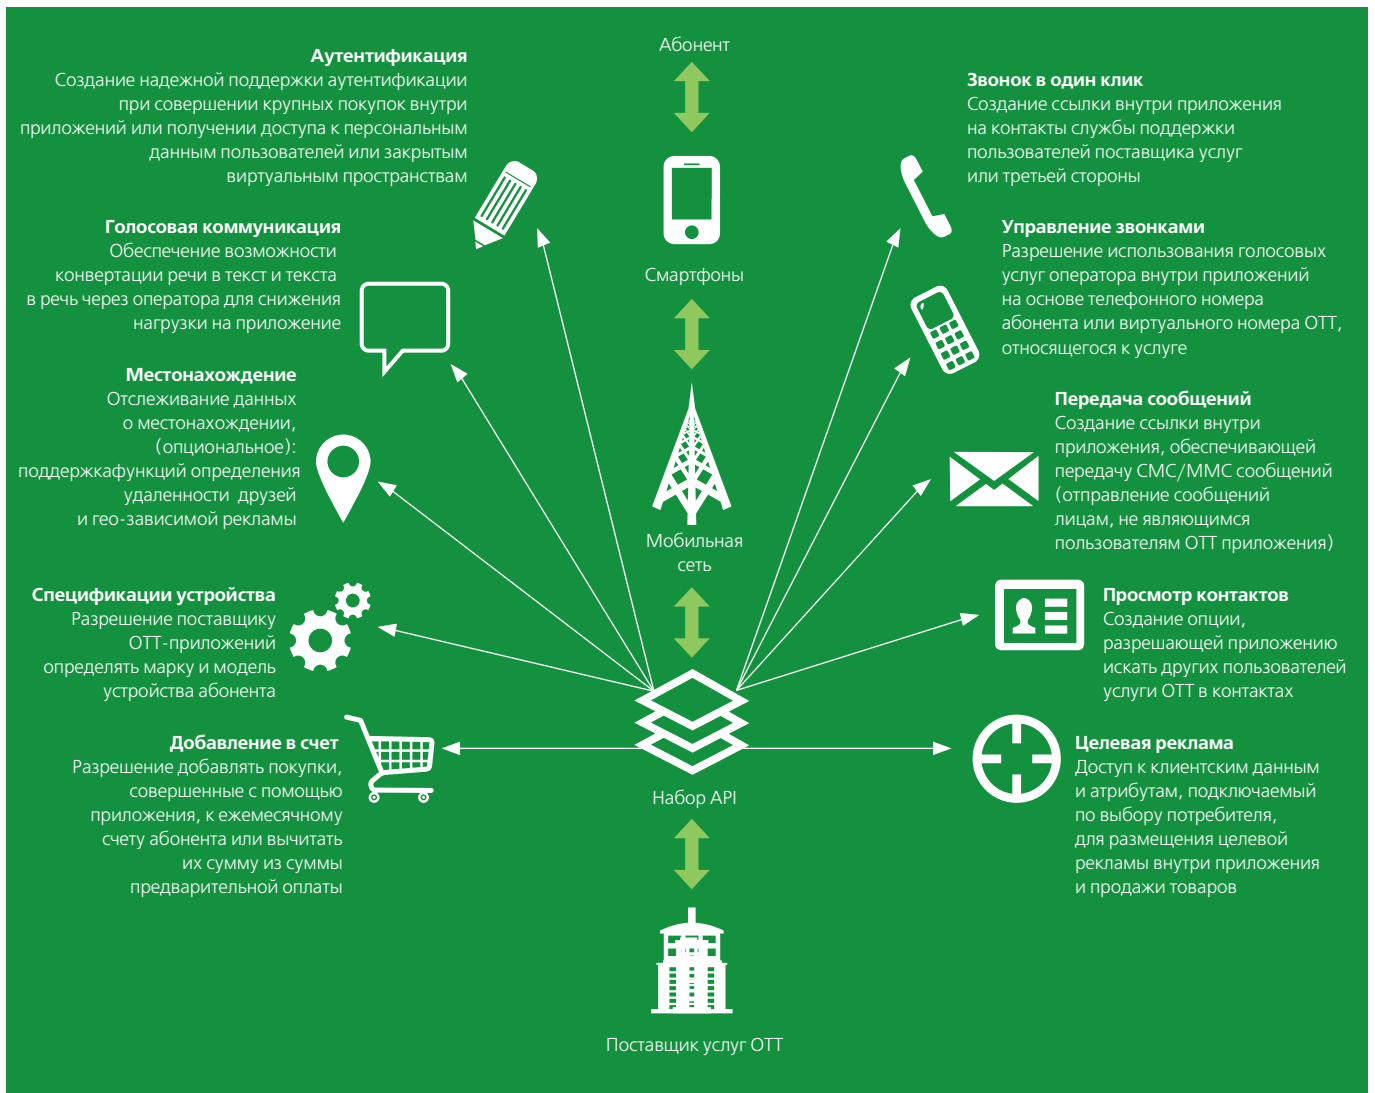 Аутентификация
Создание надежной поддержки аутентификации
при совершении крупных покупок внутри
приложений или получении доступа к персональным
данным пользователей или закрытым
виртуальным пространствам
Голосовая коммуникация
Обеспечение возможности
конвертации речи в текст и текста
в речь через оператора для снижения
нагрузки на приложение
Местонахождение
Отслеживание данных
о местонахождении,
(опциональное):
поддержкафункций определения
удаленности друзей
и гео-зависимой рекламы
Спецификации устройства
Разрешение поставщику
ОТТ-приложений
определять марку и модель
устройства абонента
Добавление в счет
Разрешение добавлять покупки,
совершенные с помощью
приложения, к ежемесячному
счету абонента или вычитать
их сумму из суммы
предварительной оплаты
Абонент
Смартфоны
Мобильная
сеть
Набор API
Поставщик услуг ОТТ
Звонок в один клик
Создание ссылки внутри приложения
на контакты службы поддержки
пользователей поставщика услуг
или третьей стороны
Управление звонками
Разрешение использования голосовых
услуг оператора внутри приложений
на основе телефонного номера
абонента или виртуального номера ОТТ,
относящегося к услуге
Передача сообщений
Создание ссылки внутри
приложения, обеспечивающей
передачу СМС/ММС сообщений
(отправление сообщений
лицам, не являющимся
пользователям ОТТ приложения)
Просмотр контактов
Создание опции,
разрешающей приложению
искать других пользователей
услуги ОТТ в контактах
Целевая реклама
Доступ к клиентским данным
и атрибутам, подключаемый
по выбору потребителя,
для размещения целевой
рекламы внутри приложения
и продажи товаров